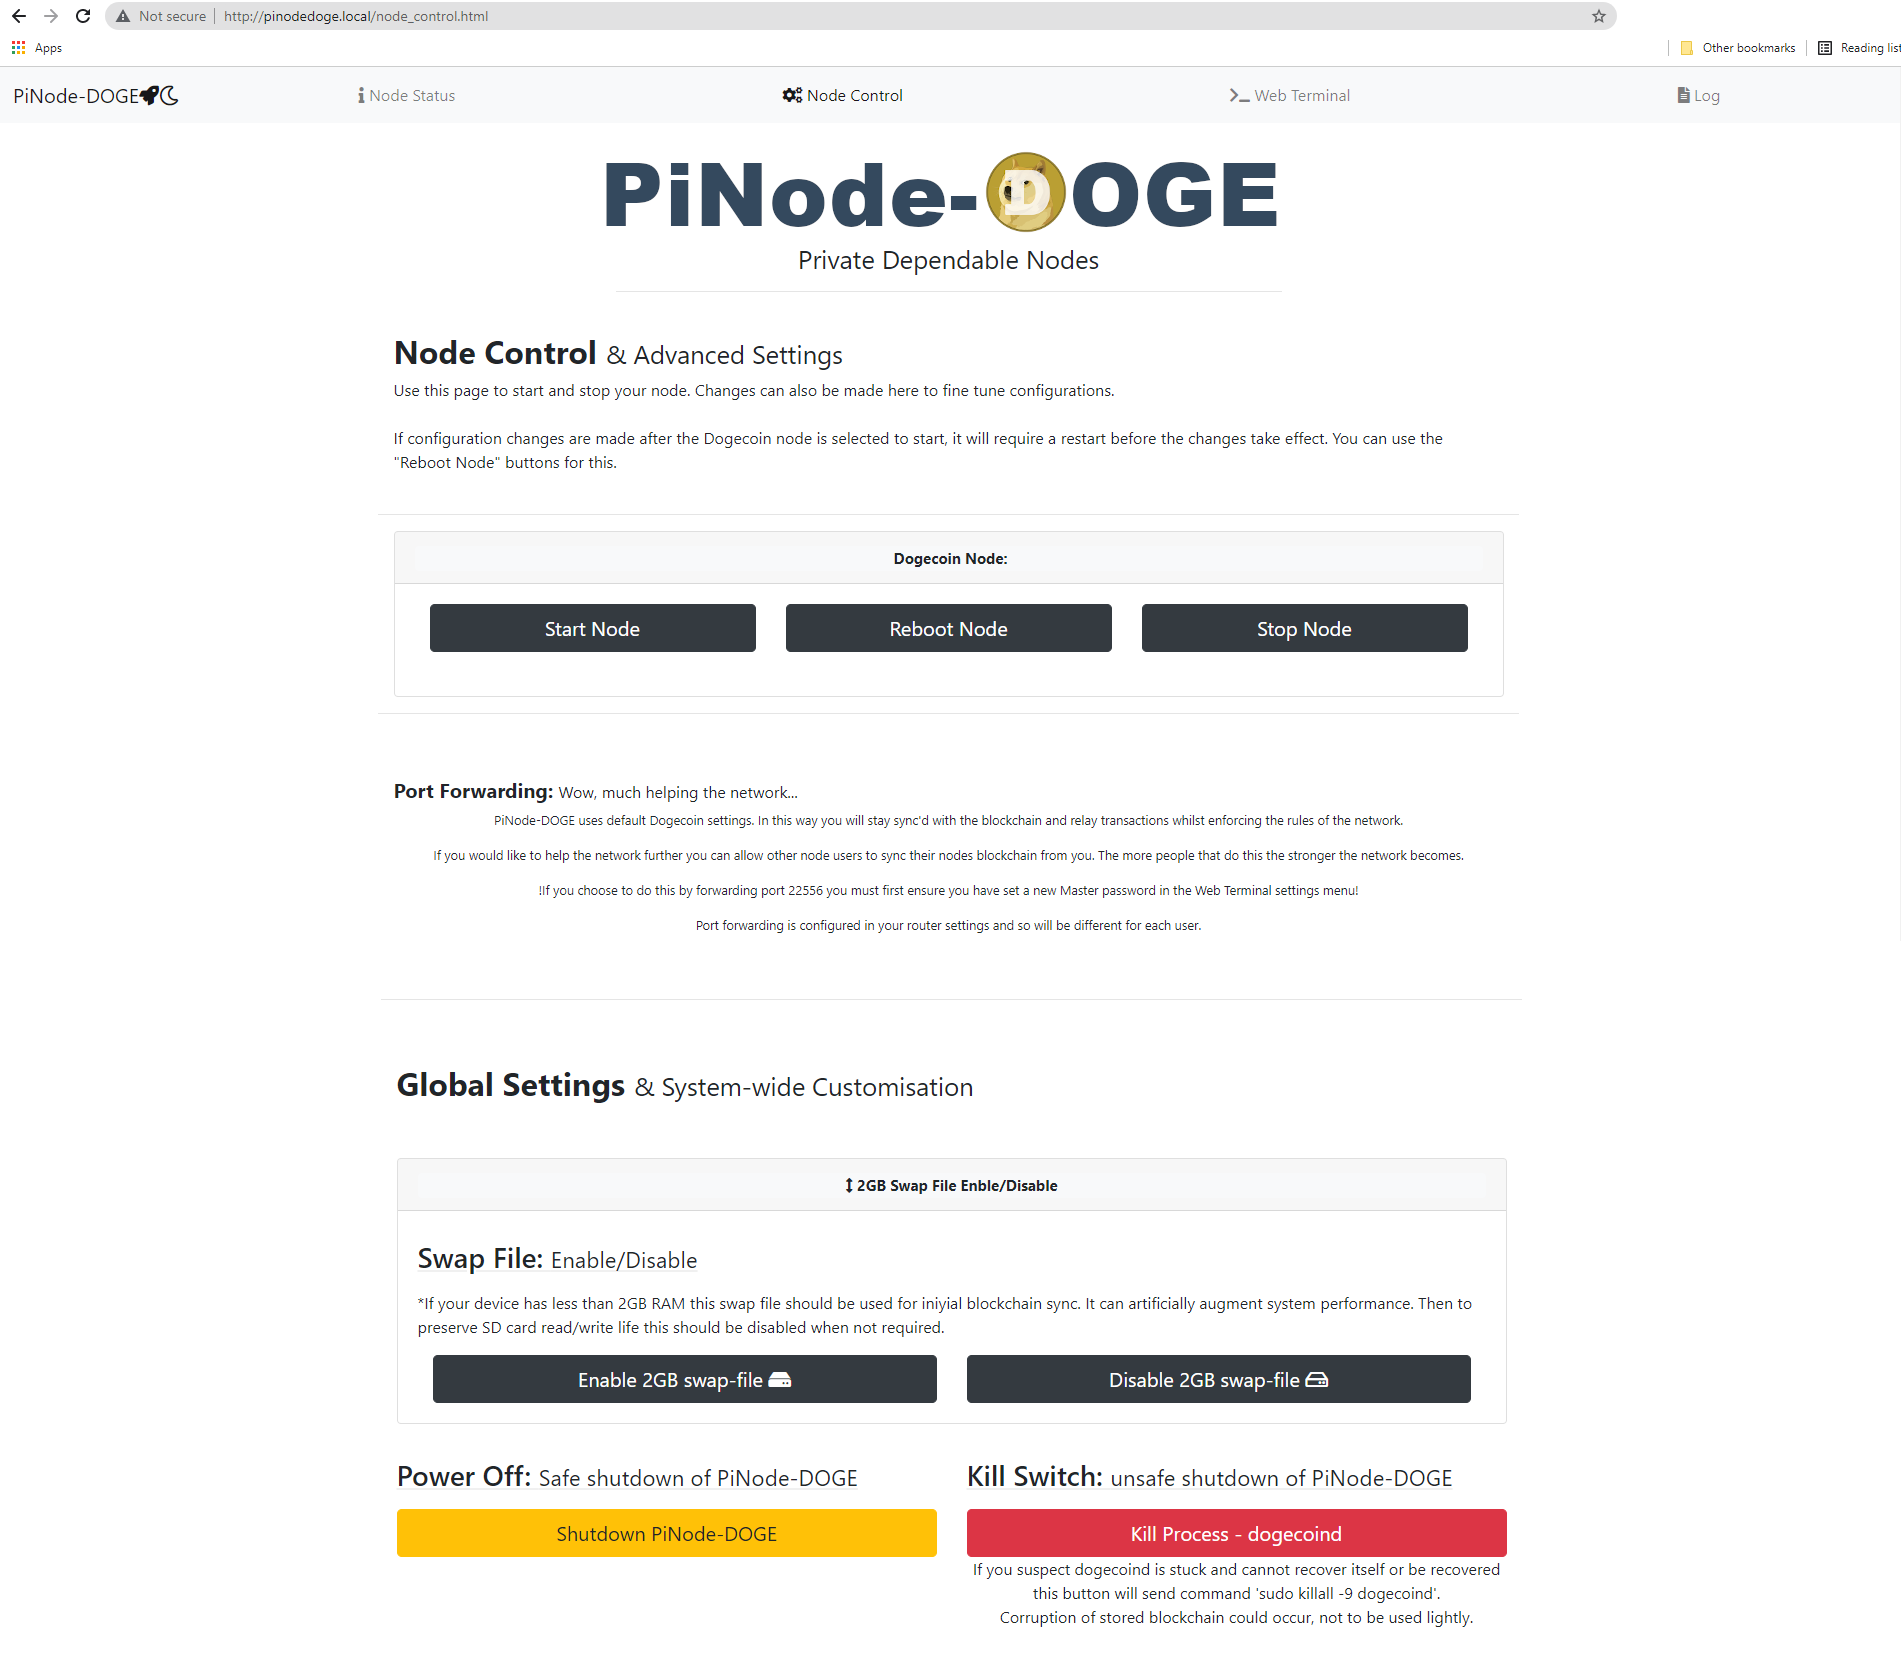 Not secure | http://pinodedoge.local/node_control.html
Apps
Other bookmarks
Reading list
PiNode-DOGE
Node Status
Node Control
Web Terminal
Log
PiNode-DOGE
Private Dependable Nodes
Node Control & Advanced Settings
Use this page to start and stop your node. Changes can also be made here to fine tune configurations.
If configuration changes are made after the Dogecoin node is selected to start, it will require a restart before the changes take effect. You can use the
"Reboot Node" buttons for this.
Dogecoin Node:
Start Node
Reboot Node
Stop Node
Port Forwarding: Wow, much helping the network...
PiNode-DOGE uses default Dogecoin settings. In this way you will stay sync'd with the blockchain and relay transactions whilst enforcing the rules of the network.
If you would like to help the network further you can allow other node users to sync their nodes blockchain from you. The more people that do this the stronger the network becomes.
!If you choose to do this by forwarding port 22556 you must first ensure you have set a new Master password in the Web Terminal settings menu!
Port forwarding is configured in your router settings and so will be different for each user.
Global Settings & System-wide Customisation
2GB Swap File Enble/Disable
Swap File: Enable/Disable
*If your device has less than 2GB RAM this swap file should be used for iniyial blockchain sync. It can artificially augment system performance. Then to
preserve SD card read/write life this should be disabled when not required.
Enable 2GB swap-file
Disable 2GB swap-file
Power Off: Safe shutdown of PiNode-DOGE
Kill Switch: unsafe shutdown of PiNode-DOGE
Shutdown PiNode-DOGE
Kill Process - dogecoind
If you suspect dogecoind is stuck and cannot recover itself or be recovered
this button will send command 'sudo killall -9 dogecoind'.
Corruption of stored blockchain could occur, not to be used lightly.